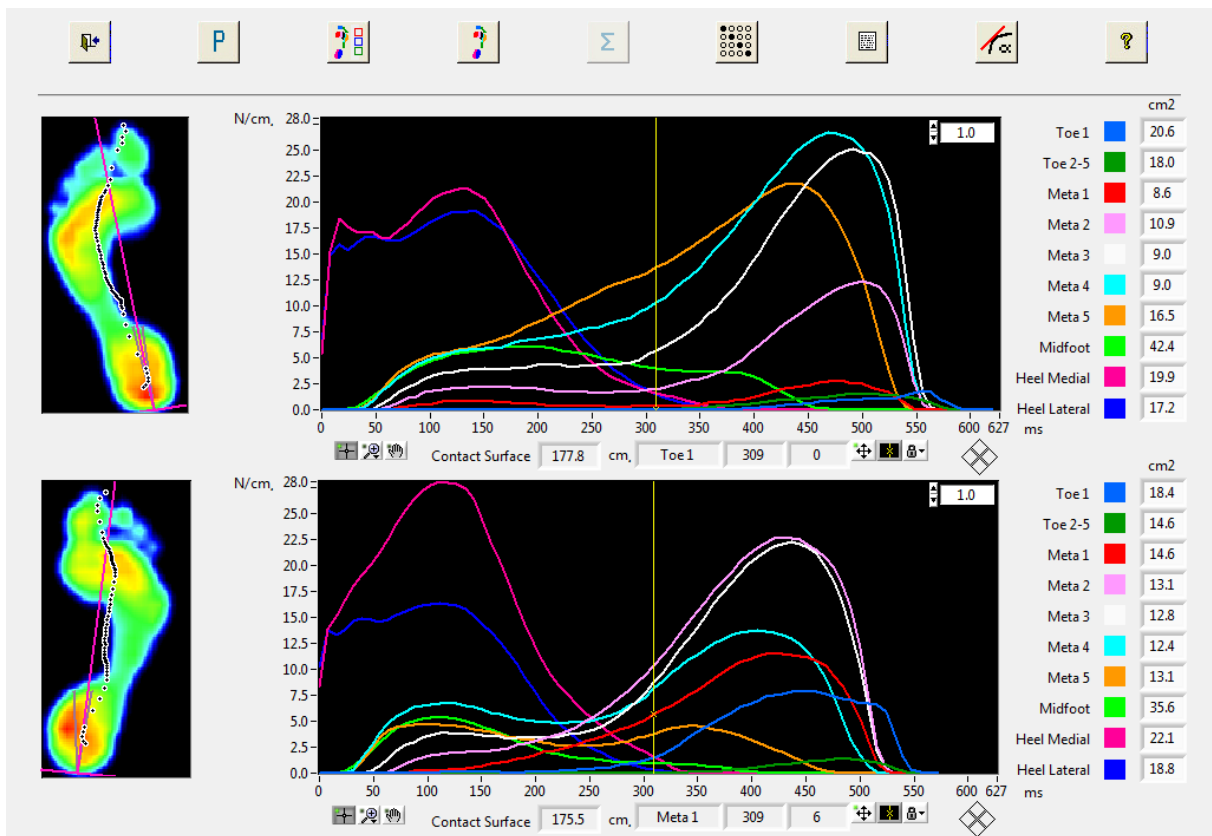 P Σ α ?
cm2
N/cm,
28.0
25.0
22.5
20.0
17.5
15.0
12.5
10.0
7.5
5.0
2.5
0.0
1.0
Toe 1 20.6
Toe 2-5 18.0
Meta 1 8.6
Meta 2 10.9
Meta 3 9.0
Meta 4 9.0
Meta 5 16.5
Midfoot 42.4
Heel Medial 19.9
Heel Lateral 17.2
0 50 100 150 200 250 300 350 400 450 500 550 600 627
ms
Contact Surface 177.8 cm, Toe 1 309 0
cm2
N/cm,
28.0
25.0
22.5
20.0
17.5
15.0
12.5
10.0
7.5
5.0
2.5
0.0
1.0
Toe 1 18.4
Toe 2-5 14.6
Meta 1 14.6
Meta 2 13.1
Meta 3 12.8
Meta 4 12.4
Meta 5 13.1
Midfoot 35.6
Heel Medial 22.1
Heel Lateral 18.8
0 50 100 150 200 250 300 350 400 450 500 550 600 627
ms
Contact Surface 175.5 cm, Meta 1 309 6